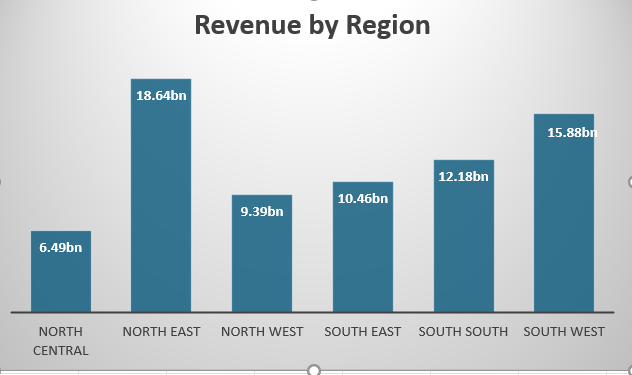 Revenue by Region
18.64bn
15.88bn
12.18bn
10.46bn
9.39bn
6.49bn
NORTH CENTRAL
NORTH EAST
NORTH WEST
SOUTH EAST
SOUTH SOUTH
SOUTH WEST